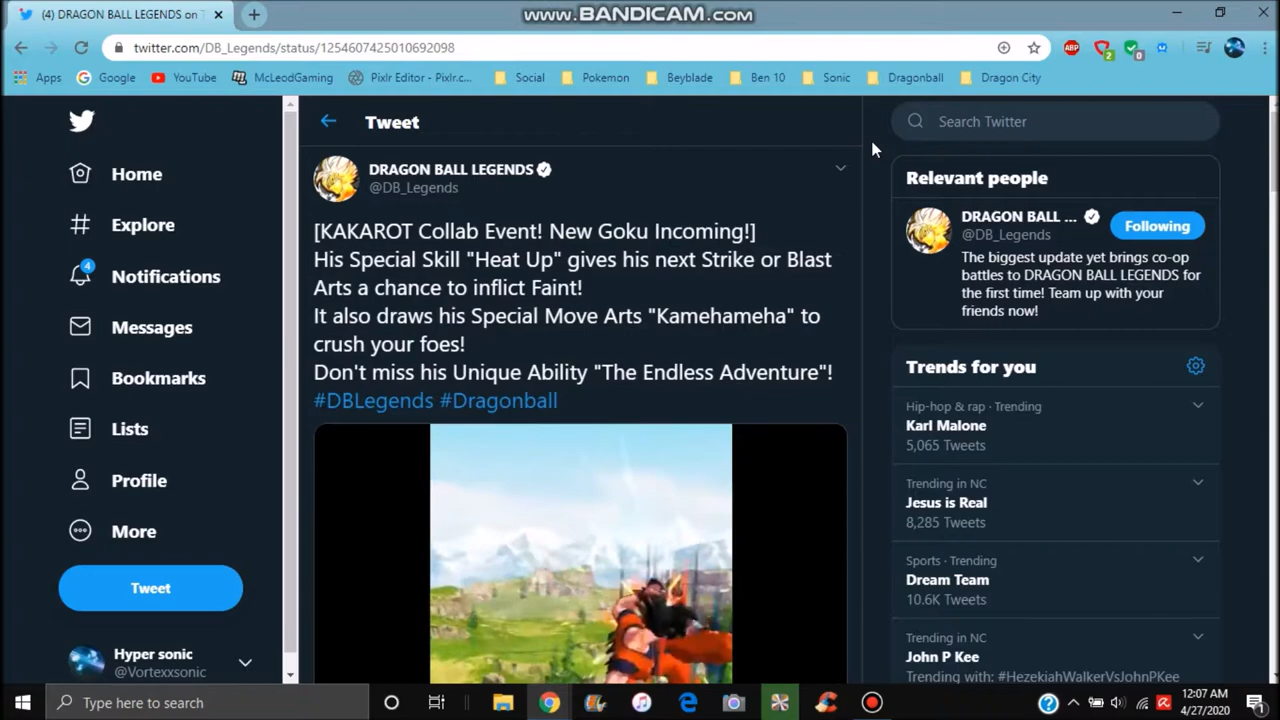 www.BANDICAM.com
(4) DRAGON BALL LEGENDS on T
twitter.com/DB_Legends/status/1254607425010692098
ABP
2
0
Apps
Google
YouTube
McLeodGaming
Pixlr Editor - Pixlr.c...
Social
Pokemon
Beyblade
Ben 10
Sonic
Dragonball
Dragon City
Home
Explore
4
Notifications
Messages
Bookmarks
Lists
Profile
More
Tweet
Hyper sonic
@Vortexxsonic
Tweet
DRAGON BALL LEGENDS
@DB_Legends
[KAKAROT Collab Event! New Goku Incoming!]
His Special Skill "Heat Up" gives his next Strike or Blast
Arts a chance to inflict Faint!
It also draws his Special Move Arts "Kamehameha" to
crush your foes!
Don't miss his Unique Ability "The Endless Adventure"!
#DBLegends #Dragonball
Search Twitter
Relevant people
DRAGON BALL ...
@DB_Legends
Following
The biggest update yet brings co-op
battles to DRAGON BALL LEGENDS for
the first time! Team up with your
friends now!
Trends for you
Hip-hop & rap · Trending
Karl Malone
5,065 Tweets
Trending in NC
Jesus is Real
8,285 Tweets
Sports · Trending
Dream Team
10.6K Tweets
Trending in NC
John P Kee
Trending with: #HezekiahWalkerVsJohnPKee
Type here to search
12:07 AM
4/27/2020
1